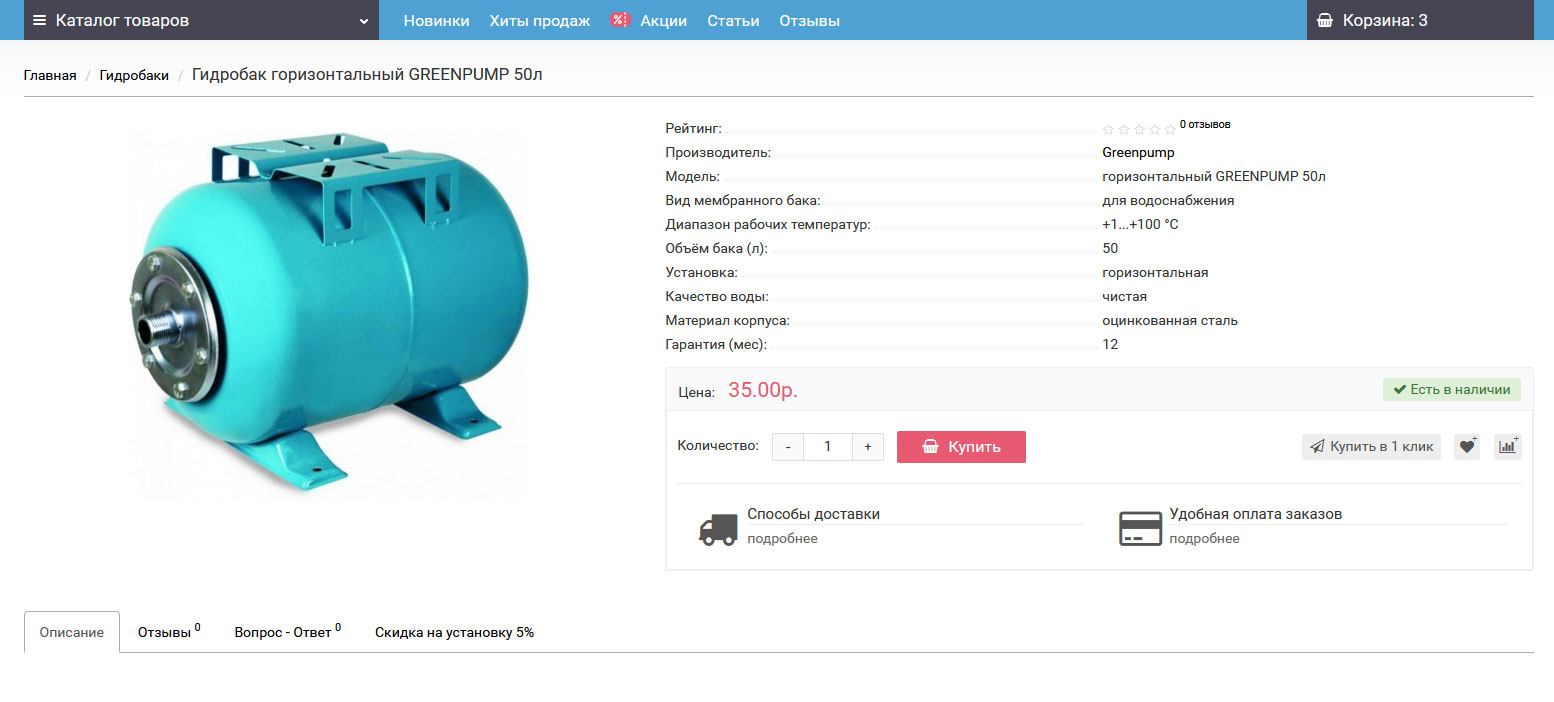 Каталог товаров
Новинки Хиты продаж % Акции Статьи Отзывы
Корзина: 3
Главная / Гидробаки / Гидробак горизонтальный GREENPUMP 50л
Рейтинг: 0 отзывов
Производитель: Greenpump
Модель: горизонтальный GREENPUMP 50л
Вид мембранного бака: для водоснабжения
Диапазон рабочих температур: +1...+100 °C
Объём бака (л): 50
Установка: горизонтальная
Качество воды: чистая
Материал корпуса: оцинкованная сталь
Гарантия (мес): 12
Цена: 35.00р. Есть в наличии
Количество: - 1 + Купить Купить в 1 клик
Способы доставки
подробнее
Удобная оплата заказов
подробнее
Описание Отзывы 0 Вопрос - Ответ 0 Скидка на установку 5%